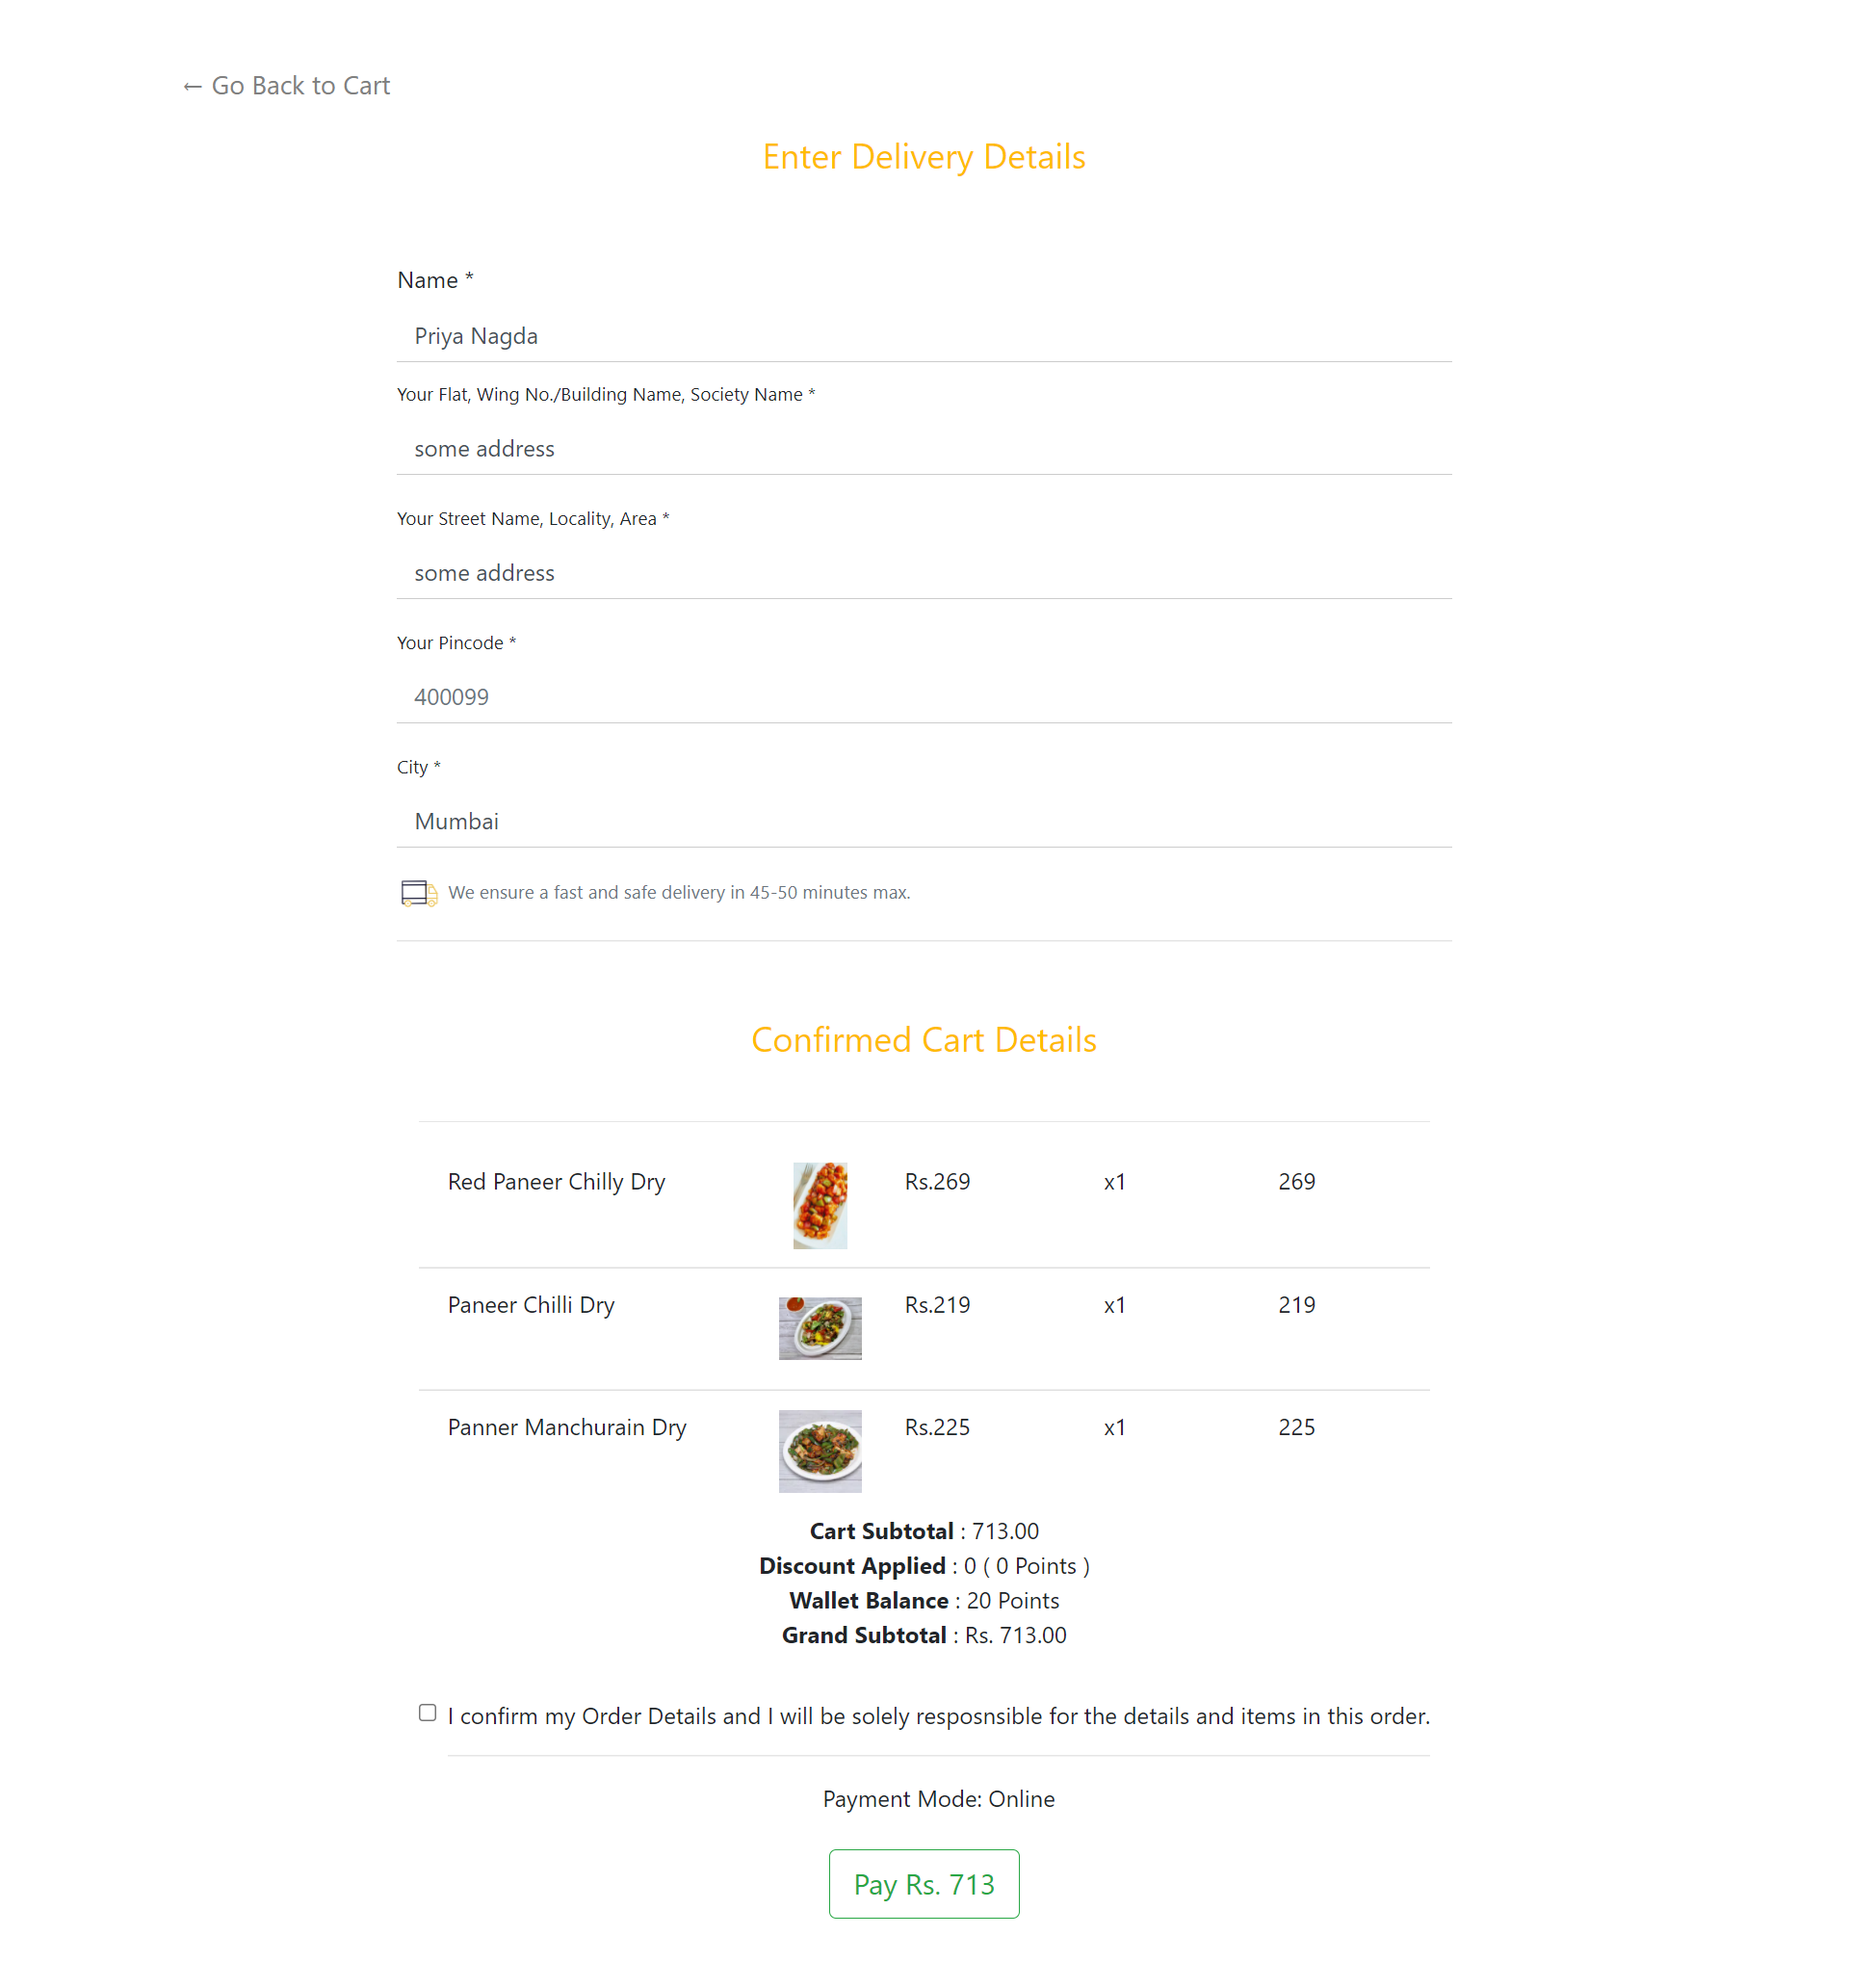 ← Go Back to Cart
Enter Delivery Details
Name *
Priya Nagda
Your Flat, Wing No./Building Name, Society Name *
some address
Your Street Name, Locality, Area *
some address
Your Pincode *
400099
City *
Mumbai
We ensure a fast and safe delivery in 45-50 minutes max.
Confirmed Cart Details
Red Paneer Chilly Dry Rs.269 x1 269
Paneer Chilli Dry Rs.219 x1 219
Panner Manchurain Dry Rs.225 x1 225
Cart Subtotal : 713.00
Discount Applied : 0 ( 0 Points )
Wallet Balance : 20 Points
Grand Subtotal : Rs. 713.00
I confirm my Order Details and I will be solely resposnsible for the details and items in this order.
Payment Mode: Online
Pay Rs. 713